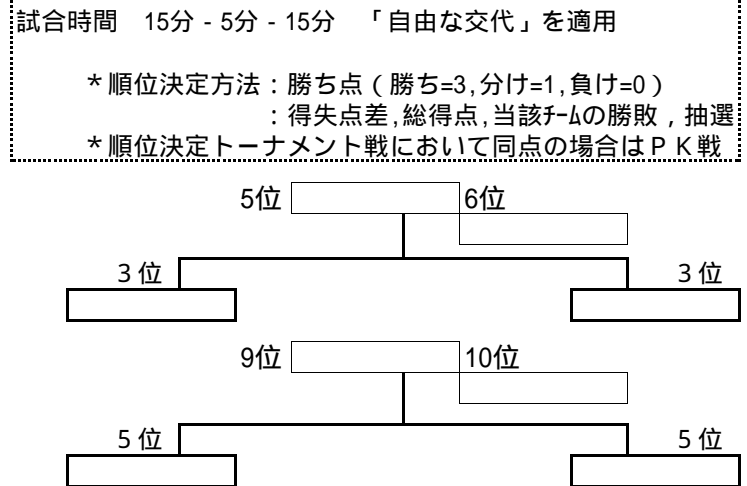 試合時間　15分 - 5分 - 15分　「自由な交代」を適用
＊順位決定方法：勝ち点（勝ち=3,分け=1,負け=0）
：得失点差,総得点,当該ﾁｰﾑの勝敗，抽選
＊順位決定トーナメント戦において同点の場合はＰＫ戦
5位 6位
３位 ３位
9位 10位
５位 ５位